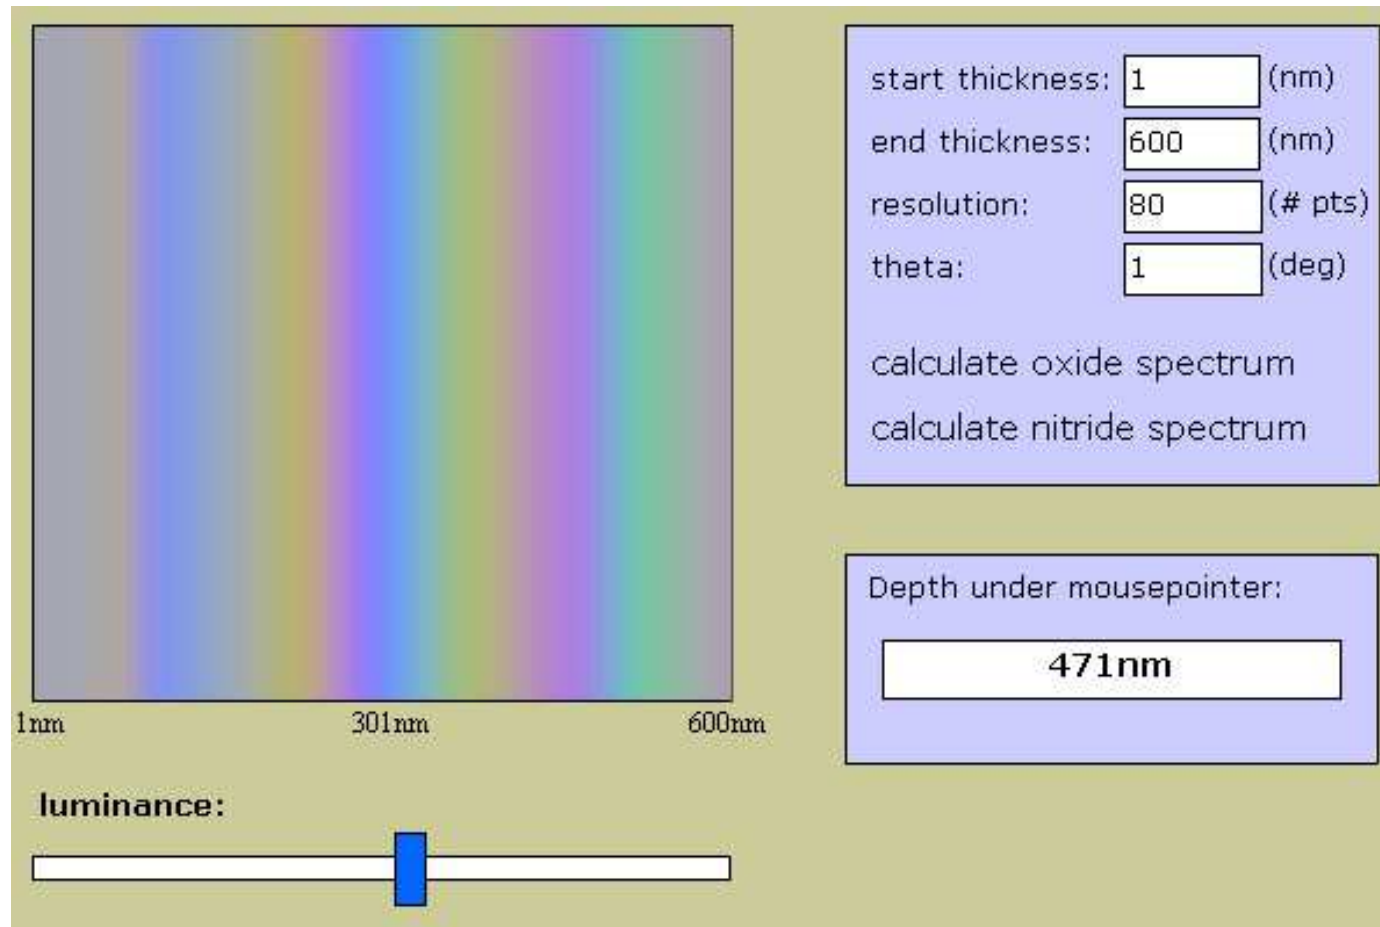 start thickness: 1 (nm)
end thickness: 600 (nm)
resolution: 80 (# pts)
theta: 1 (deg)
calculate oxide spectrum
calculate nitride spectrum
Depth under mousepointer:
471nm
1nm 301nm 600nm
luminance: